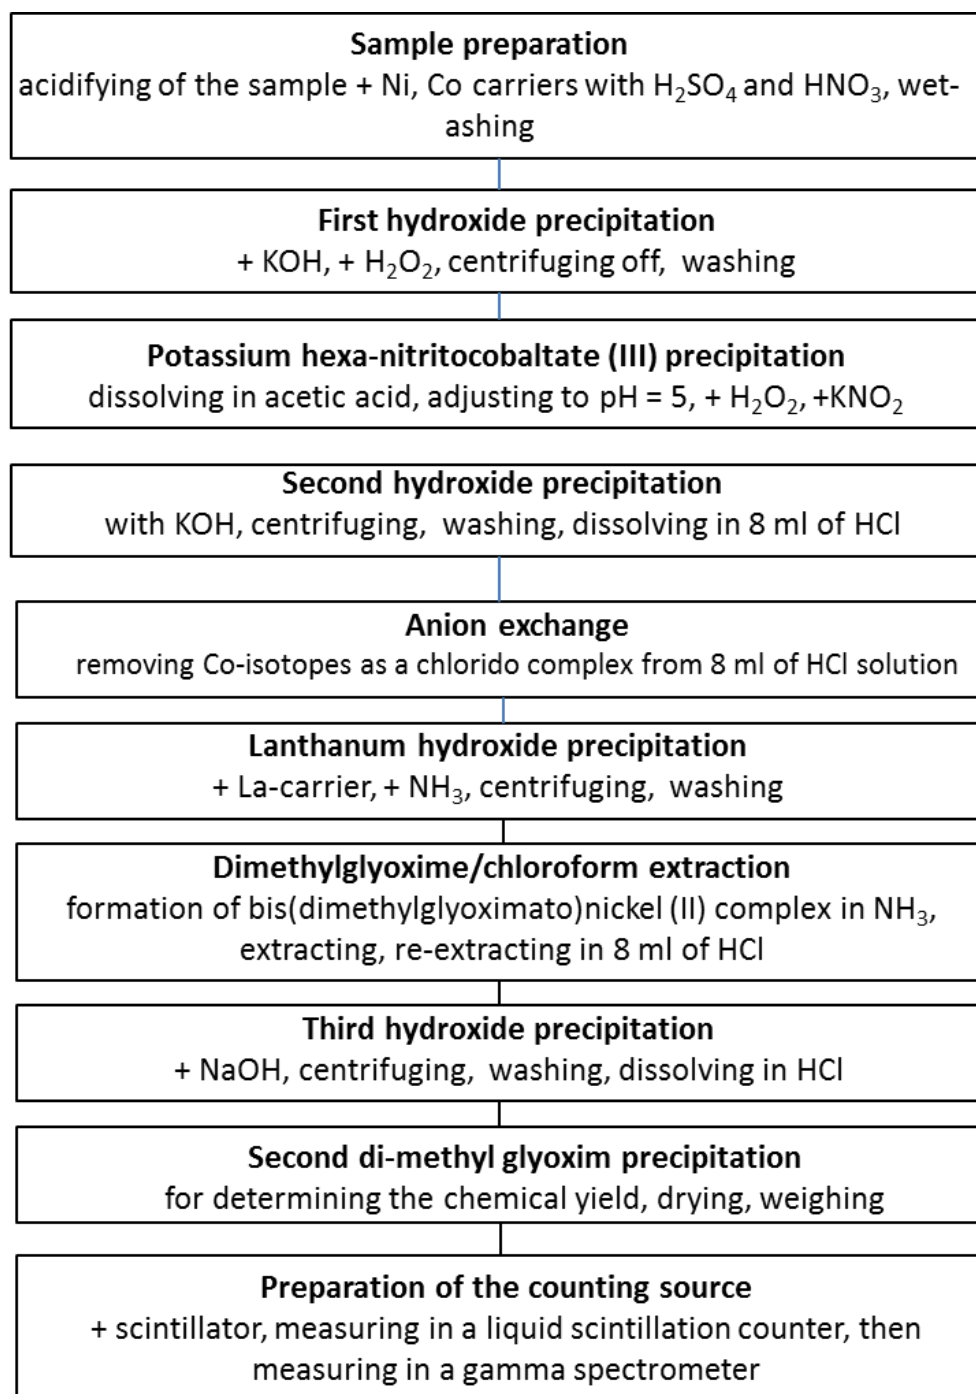 Sample preparation
acidifying of the sample + Ni, Co carriers with H₂SO₄ and HNO₃, wet-
ashing
First hydroxide precipitation
+ KOH, + H₂O₂, centrifuging off, washing
Potassium hexa-nitritocobaltate (III) precipitation
dissolving in acetic acid, adjusting to pH = 5, + H₂O₂, +KNO₂
Second hydroxide precipitation
with KOH, centrifuging, washing, dissolving in 8 ml of HCl
Anion exchange
removing Co-isotopes as a chlorido complex from 8 ml of HCl solution
Lanthanum hydroxide precipitation
+ La-carrier, + NH₃, centrifuging, washing
Dimethylglyoxime/chloroform extraction
formation of bis(dimethylglyoximato)nickel (II) complex in NH₃,
extracting, re-extracting in 8 ml of HCl
Third hydroxide precipitation
+ NaOH, centrifuging, washing, dissolving in HCl
Second di-methyl glyoxim precipitation
for determining the chemical yield, drying, weighing
Preparation of the counting source
+ scintillator, measuring in a liquid scintillation counter, then
measuring in a gamma spectrometer